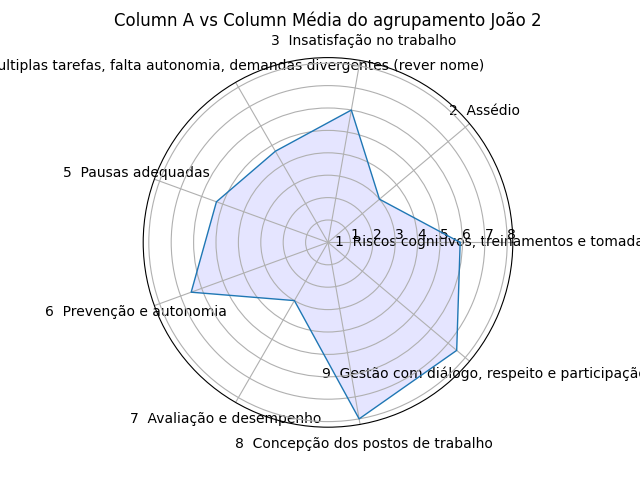 Column A vs Column Média do agrupamento João 2
3  Insatisfação no trabalho
tiplas tarefas, falta autonomia, demandas divergentes (rever nome)
2  Assédio
5  Pausas adequadas
1 2 3 4 5 6 7 8
1  Riscos cognitivos, treinamentos e tomada
6  Prevenção e autonomia
9  Gestão com diálogo, respeito e participação
7  Avaliação e desempenho
8  Concepção dos postos de trabalho